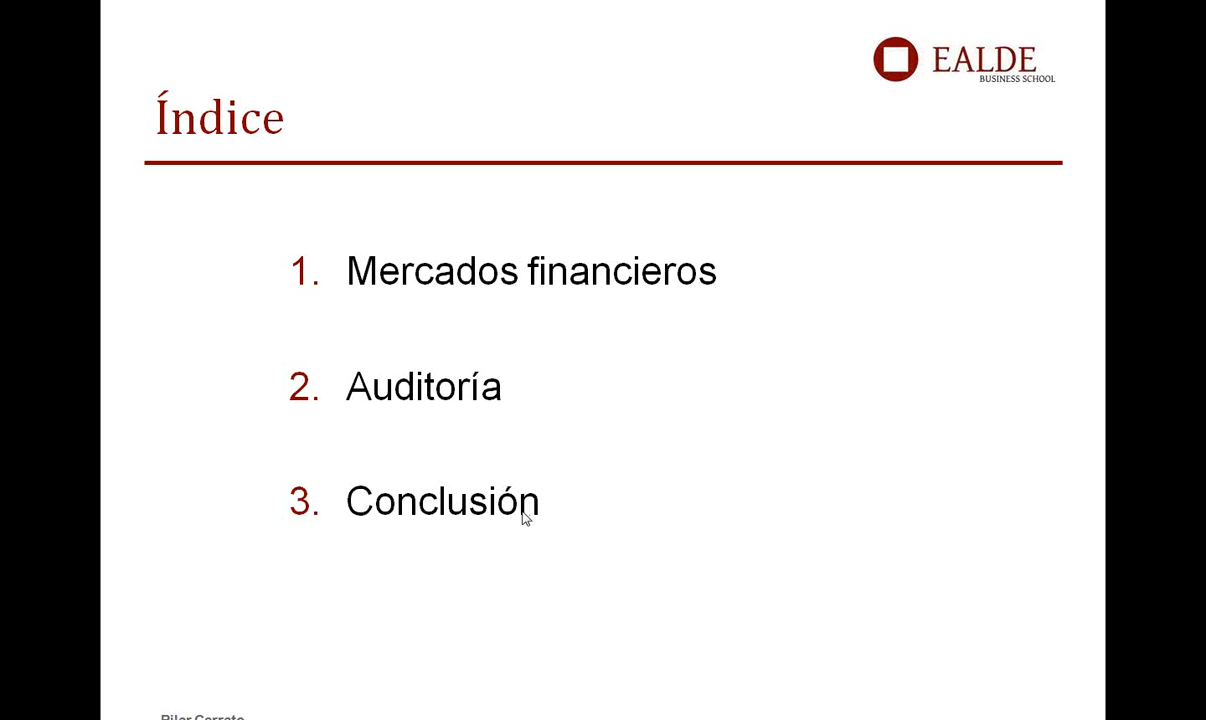 EALDE
BUSINESS SCHOOL
Índice
1. Mercados financieros
2. Auditoría
3. Conclusión